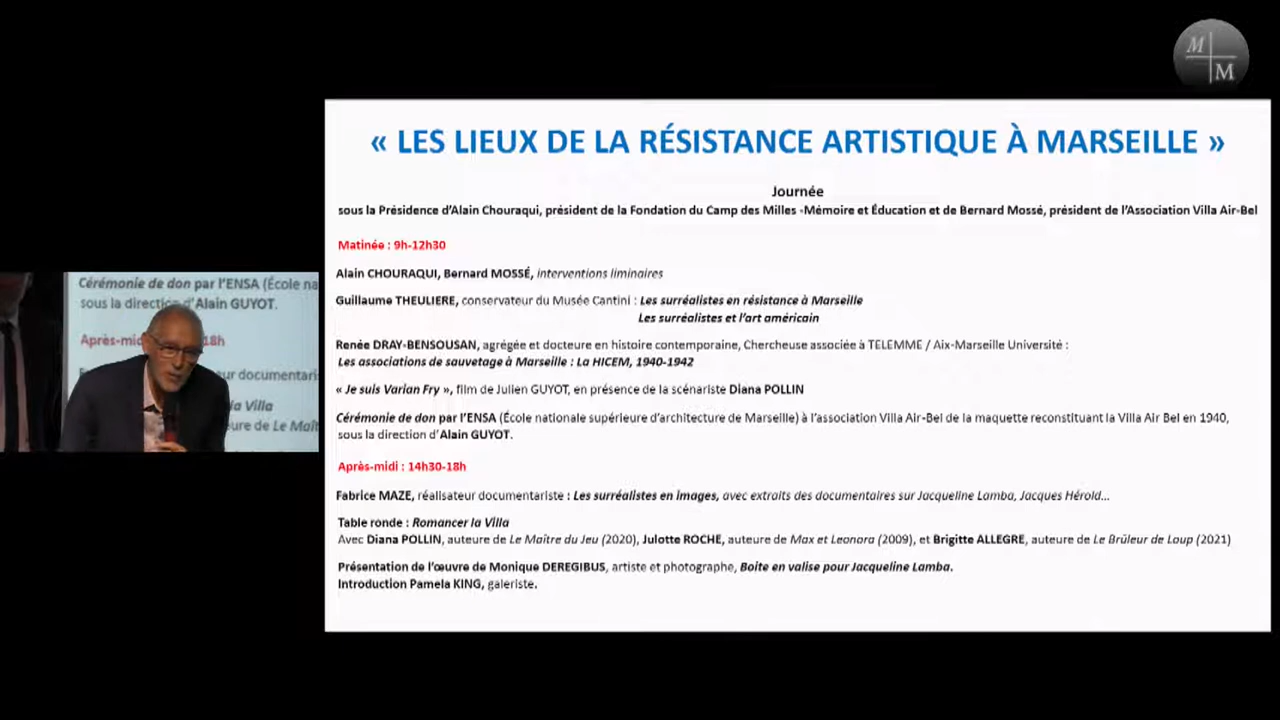 M
M
« LES LIEUX DE LA RÉSISTANCE ARTISTIQUE À MARSEILLE »
Journée
sous la Présidence d'Alain Chouraqui, président de la Fondation du Camp des Milles -Mémoire et Éducation et de Bernard Mossé, président de l'Association Villa Air-Bel
Matinée : 9h-12h30
Alain CHOURAQUI, Bernard MOSSÉ, interventions liminaires
Guillaume THEULIERE, conservateur du Musée Cantini : Les surréalistes en résistance à Marseille
Les surréalistes et l'art américain
Renée DRAY-BENSOUSAN, agrégée et docteure en histoire contemporaine, Chercheuse associée à TELEMME / Aix-Marseille Université :
Les associations de sauvetage à Marseille : La HICEM, 1940-1942
« Je suis Varian Fry », film de Julien GUYOT, en présence de la scénariste Diana POLLIN
Cérémonie de don par l'ENSA (École nationale supérieure d'architecture de Marseille) à l'association Villa Air-Bel de la maquette reconstituant la Villa Air Bel en 1940,
sous la direction d'Alain GUYOT.
Après-midi : 14h30-18h
Fabrice MAZE, réalisateur documentariste : Les surréalistes en images, avec extraits des documentaires sur Jacqueline Lamba, Jacques Hérold…
Table ronde : Romancer la Villa
Avec Diana POLLIN, auteure de Le Maître du Jeu (2020), Julotte ROCHE, auteure de Max et Leonora (2009), et Brigitte ALLEGRE, auteure de Le Brûleur de Loup (2021)
Présentation de l'œuvre de Monique DEREGIBUS, artiste et photographe, Boite en valise pour Jacqueline Lamba.
Introduction Pamela KING, galeriste.
Cérémonie de don par l'ENSA (École na
sous la direction d'Alain GUYOT.
Après-mi 18h
ur documentaris
la Villa
eure de Le Maît